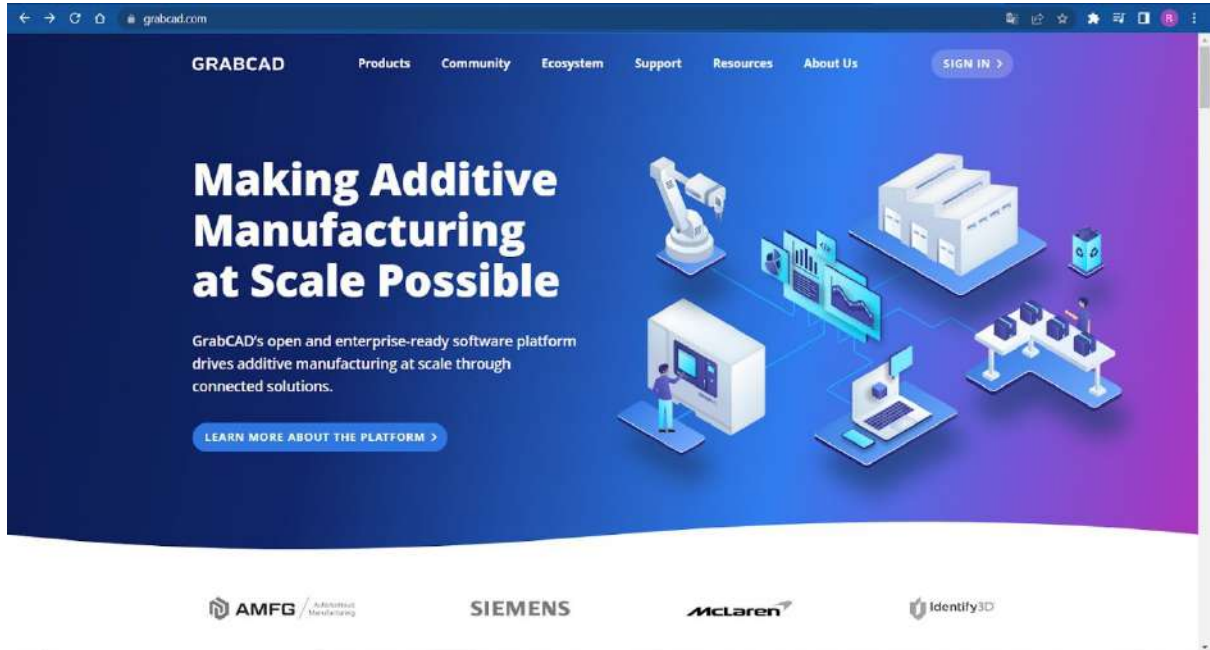 grabcad.com
R
GRABCAD Products Community Ecosystem Support Resources About Us SIGN IN >
Making Additive
Manufacturing
at Scale Possible
GrabCAD's open and enterprise-ready software platform
drives additive manufacturing at scale through
connected solutions.
LEARN MORE ABOUT THE PLATFORM >
AMFG Autonomous
Manufacturing
SIEMENS
McLaren
Identify3D